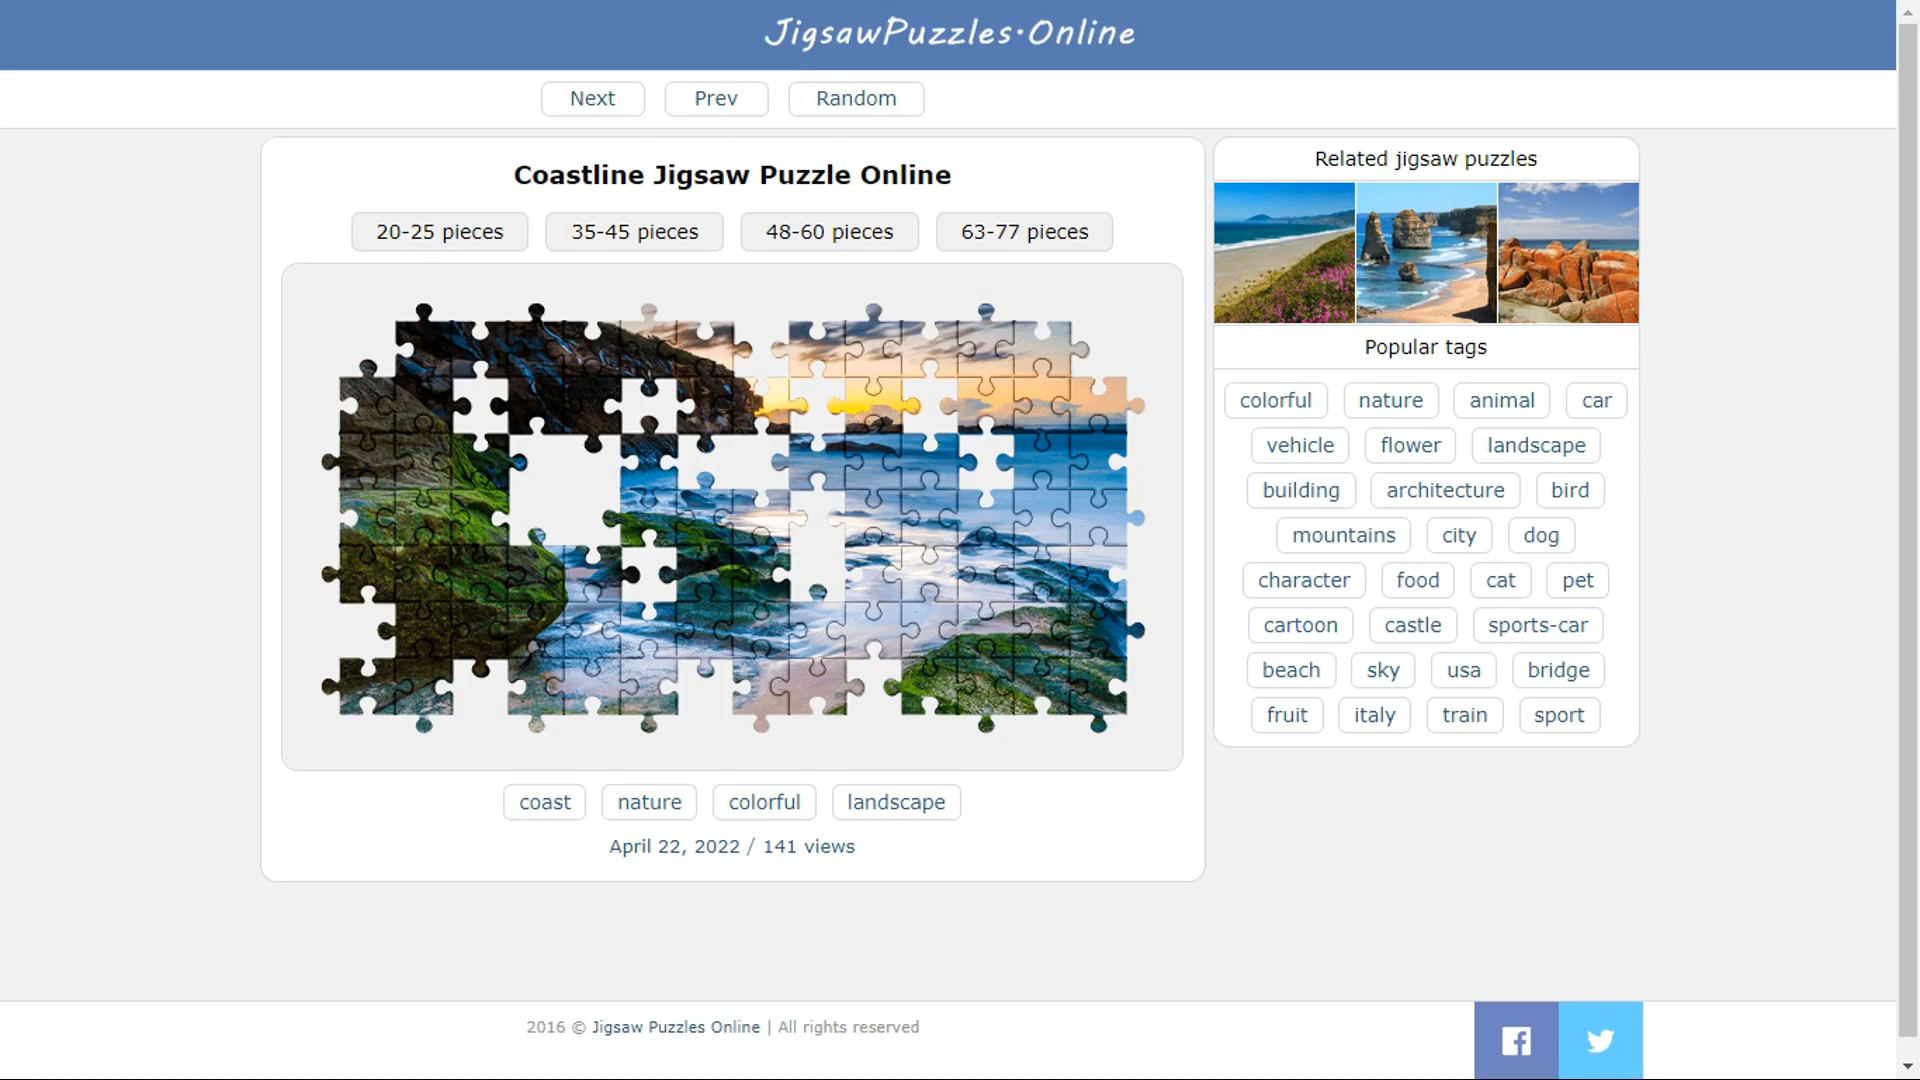 JigsawPuzzles·Online
Next Prev Random
Coastline Jigsaw Puzzle Online
20-25 pieces 35-45 pieces 48-60 pieces 63-77 pieces
coast nature colorful landscape
April 22, 2022 / 141 views
Related jigsaw puzzles
Popular tags
colorful nature animal car
vehicle flower landscape
building architecture bird
mountains city dog
character food cat pet
cartoon castle sports-car
beach sky usa bridge
fruit italy train sport
2016 © Jigsaw Puzzles Online | All rights reserved